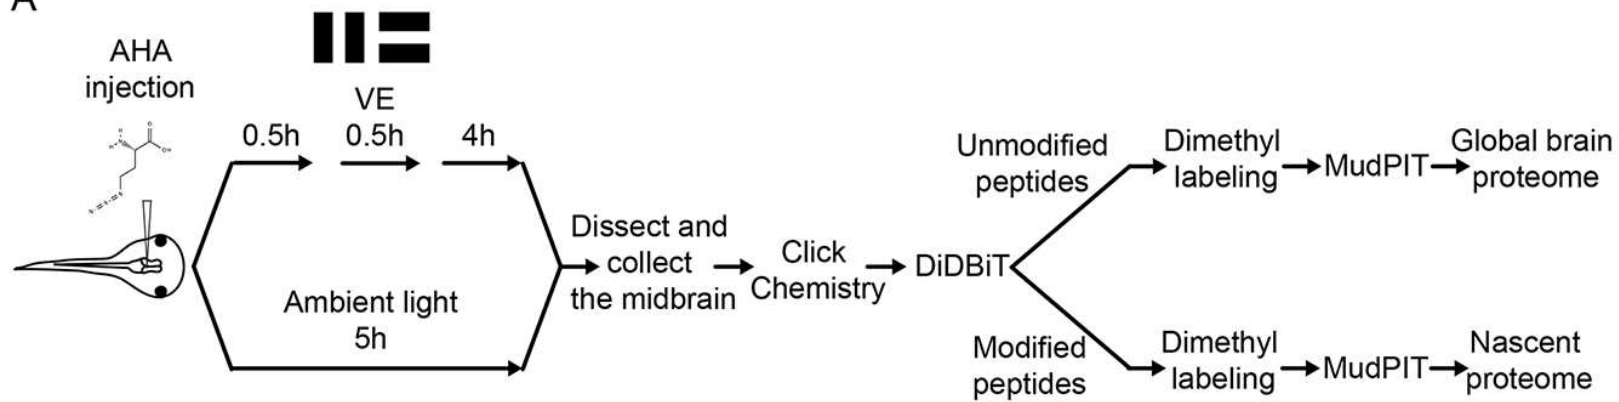 A
AHA
injection
VE
0.5h
0.5h
4h
Ambient light
5h
Dissect and
collect
the midbrain
Click
Chemistry
DiDBiT
Unmodified
peptides
Dimethyl
labeling
MudPIT
Global brain
proteome
Modified
peptides
Dimethyl
labeling
MudPIT
Nascent
proteome